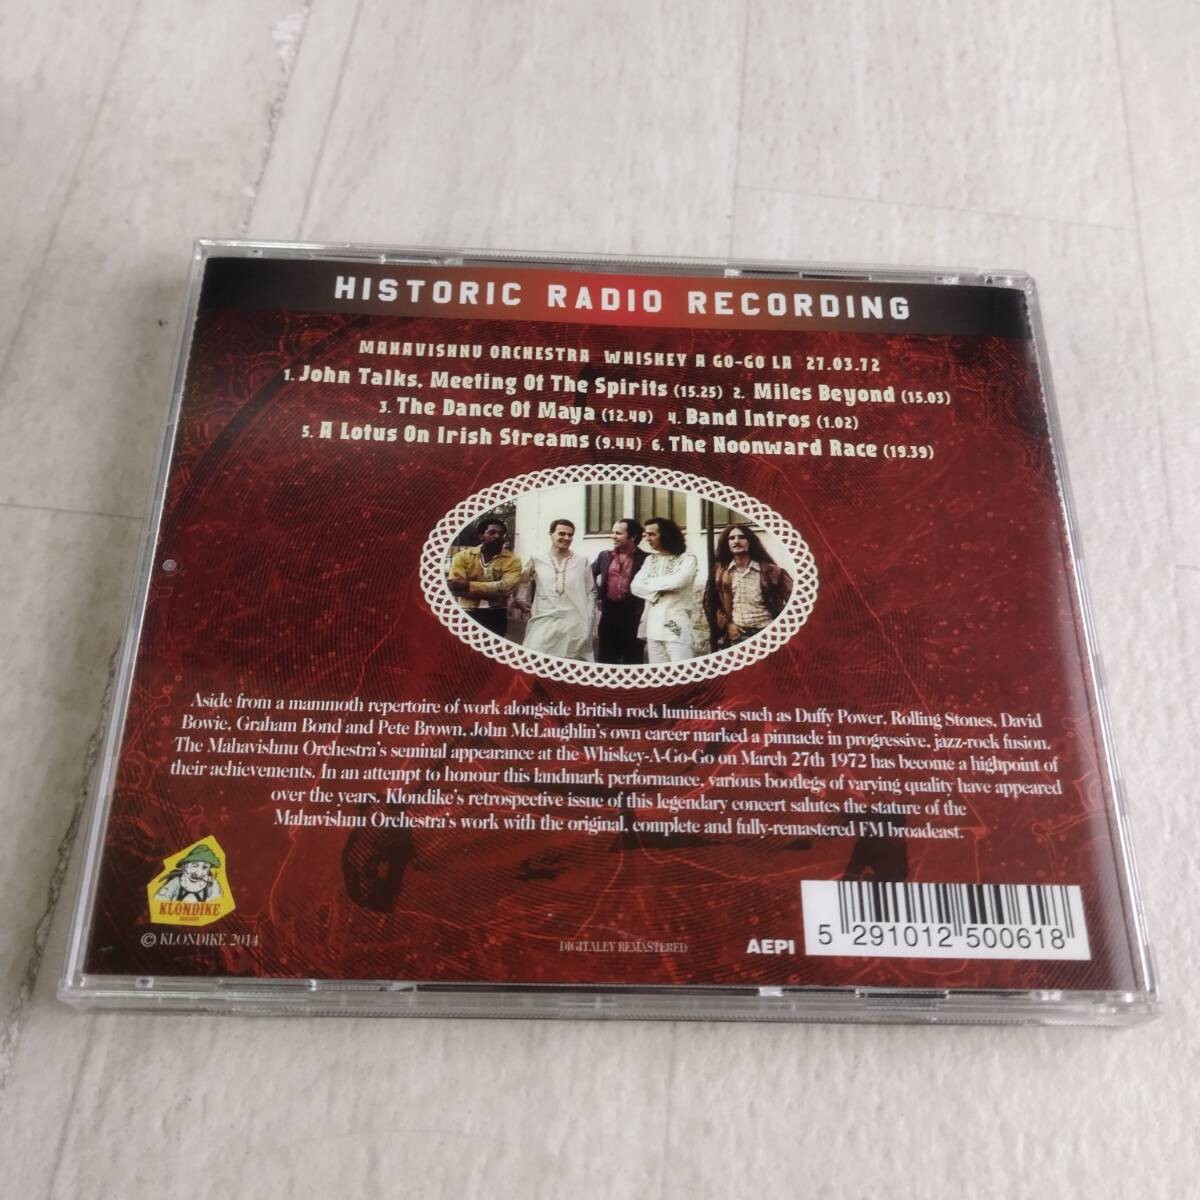 HISTORIC RADIO RECORDING
MAHAVISHNU ORCHESTRA WHISKEY A GO-GO LA 27.03.72
1. John Talks, Meeting Of The Spirits (15.25) 2. Miles Beyond (15.03)
3. The Dance Of Maya (12.48) 4. Band Intros (1.02)
5. A Lotus On Irish Streams (9.44) 6. The Noonward Race (19.39)
Aside from a mammoth repertoire of work alongside British rock luminaries such as Duffy Power, Rolling Stones, David
Bowie, Graham Bond and Pete Brown, John McLaughlin's own career marked a pinnacle in progressive, jazz-rock fusion.
The Mahavishnu Orchestra's seminal appearance at the Whiskey-A-Go-Go on March 27th 1972 has become a highpoint of
their achievements. In an attempt to honour this landmark performance, various bootlegs of varying quality have appeared
over the years. Klondike's retrospective issue of this legendary concert salutes the stature of the
Mahavishnu Orchestra's work with the original, complete and fully-remastered FM broadcast.
KLONDIKE
RECORDS
© KLONDIKE 2014
DIGITALLY REMASTERED
AEPI
5 291012 500618